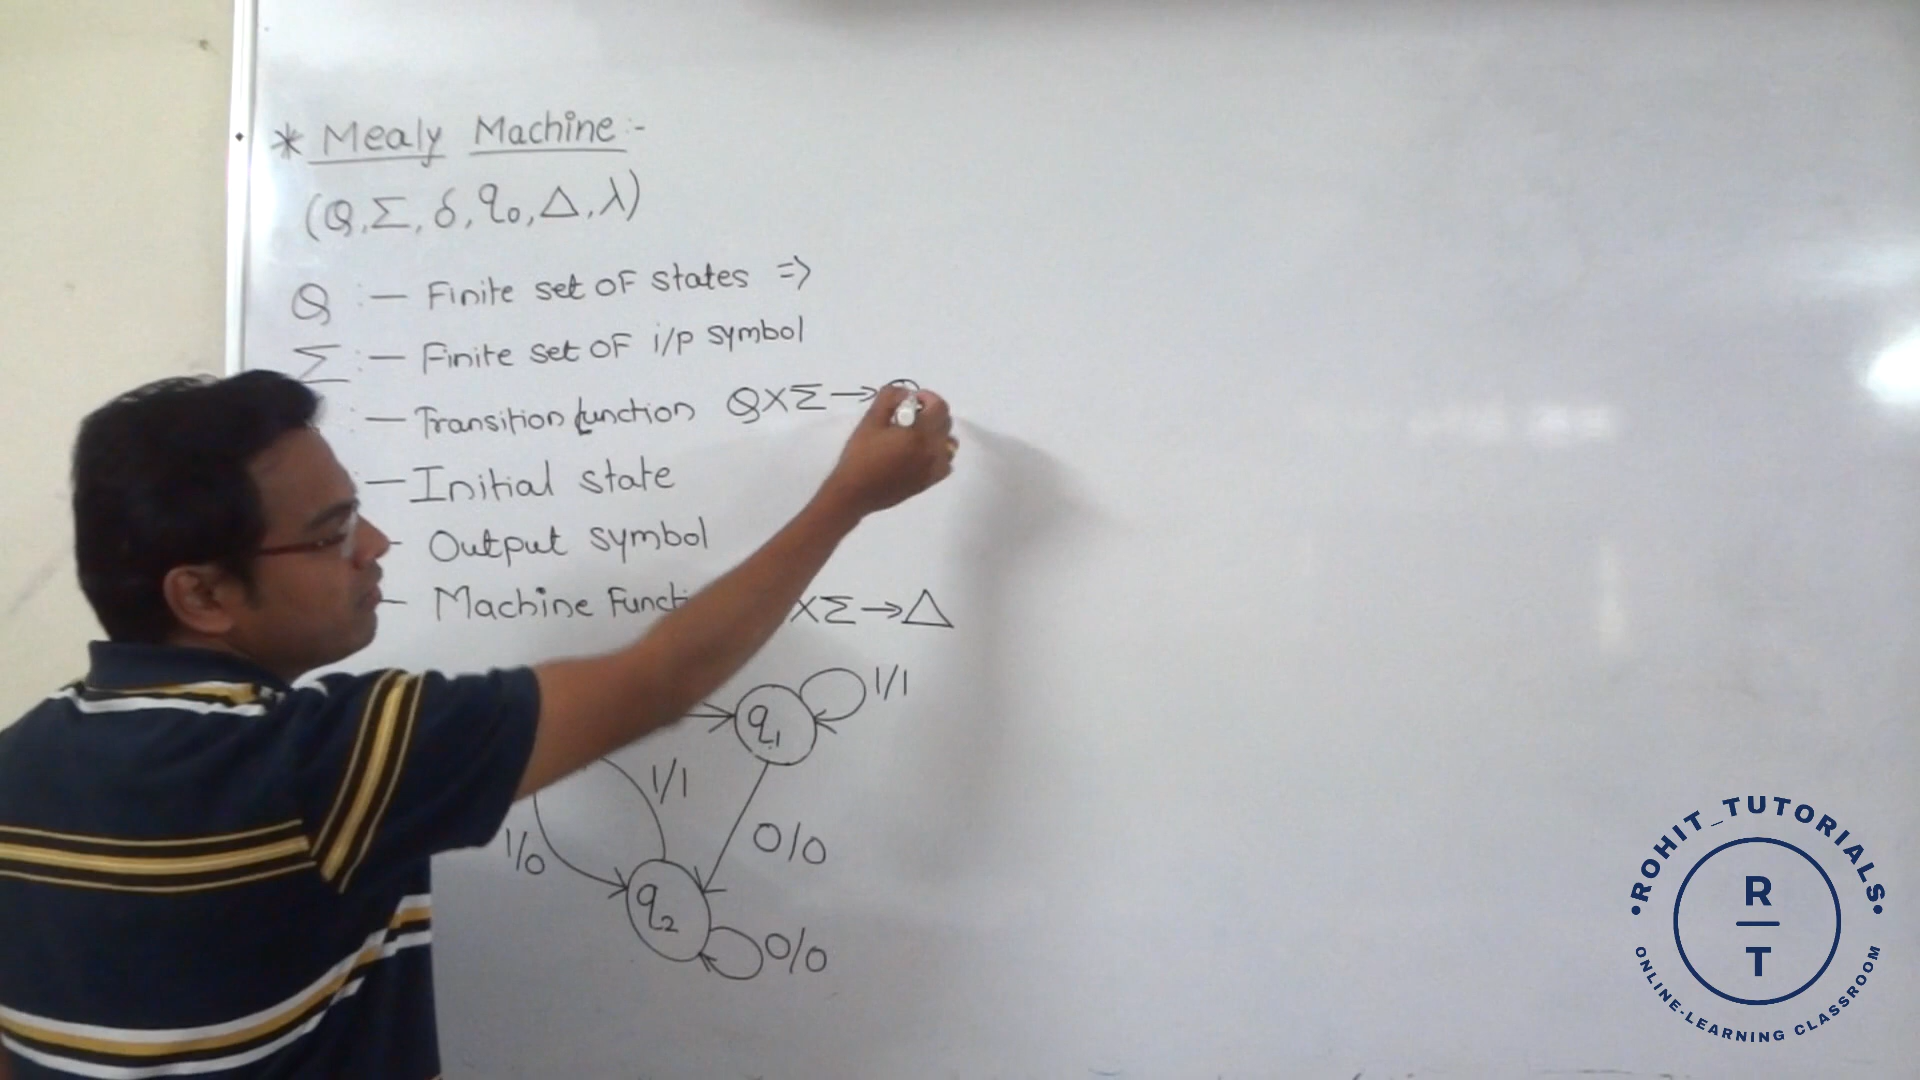 * Mealy Machine :-
(Q, Σ, δ, q₀, Δ, λ)
Q :— Finite set OF states =>
Σ :— Finite set OF i/p symbol
:— Transition function Q×Σ→
— Initial state
- Output symbol
- Machine ×Σ→Δ
q₁ 1/1
1/1
1/0 0/0
q₂ 0/0
ROHIT_TUTORIALS
R
T
ONLINE-LEARNING CLASSROOM